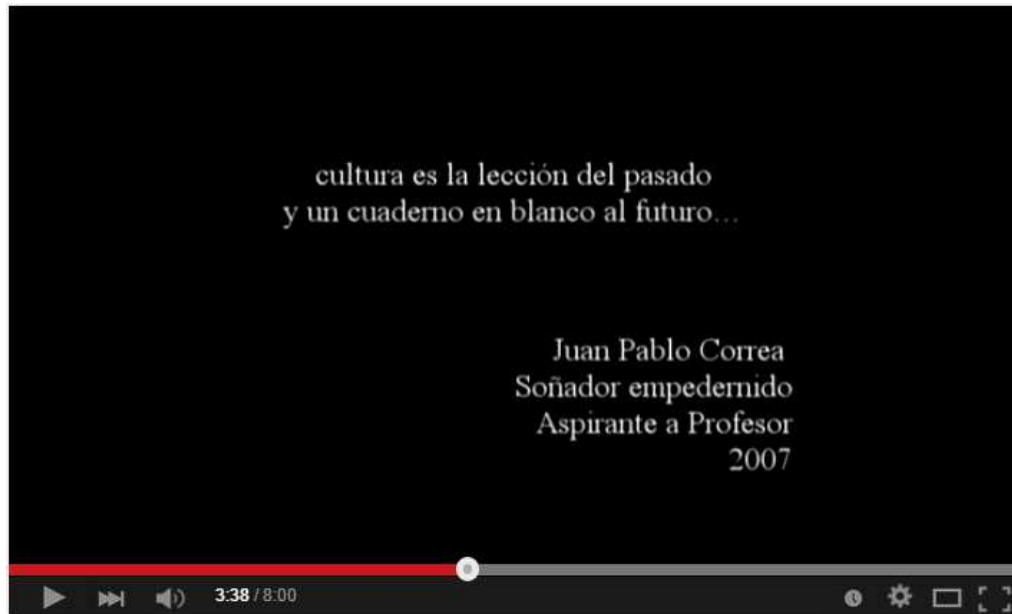 cultura es la lección del pasado
y un cuaderno en blanco al futuro...
Juan Pablo Correa
Soñador empedernido
Aspirante a Profesor
2007
3:38 / 8:00